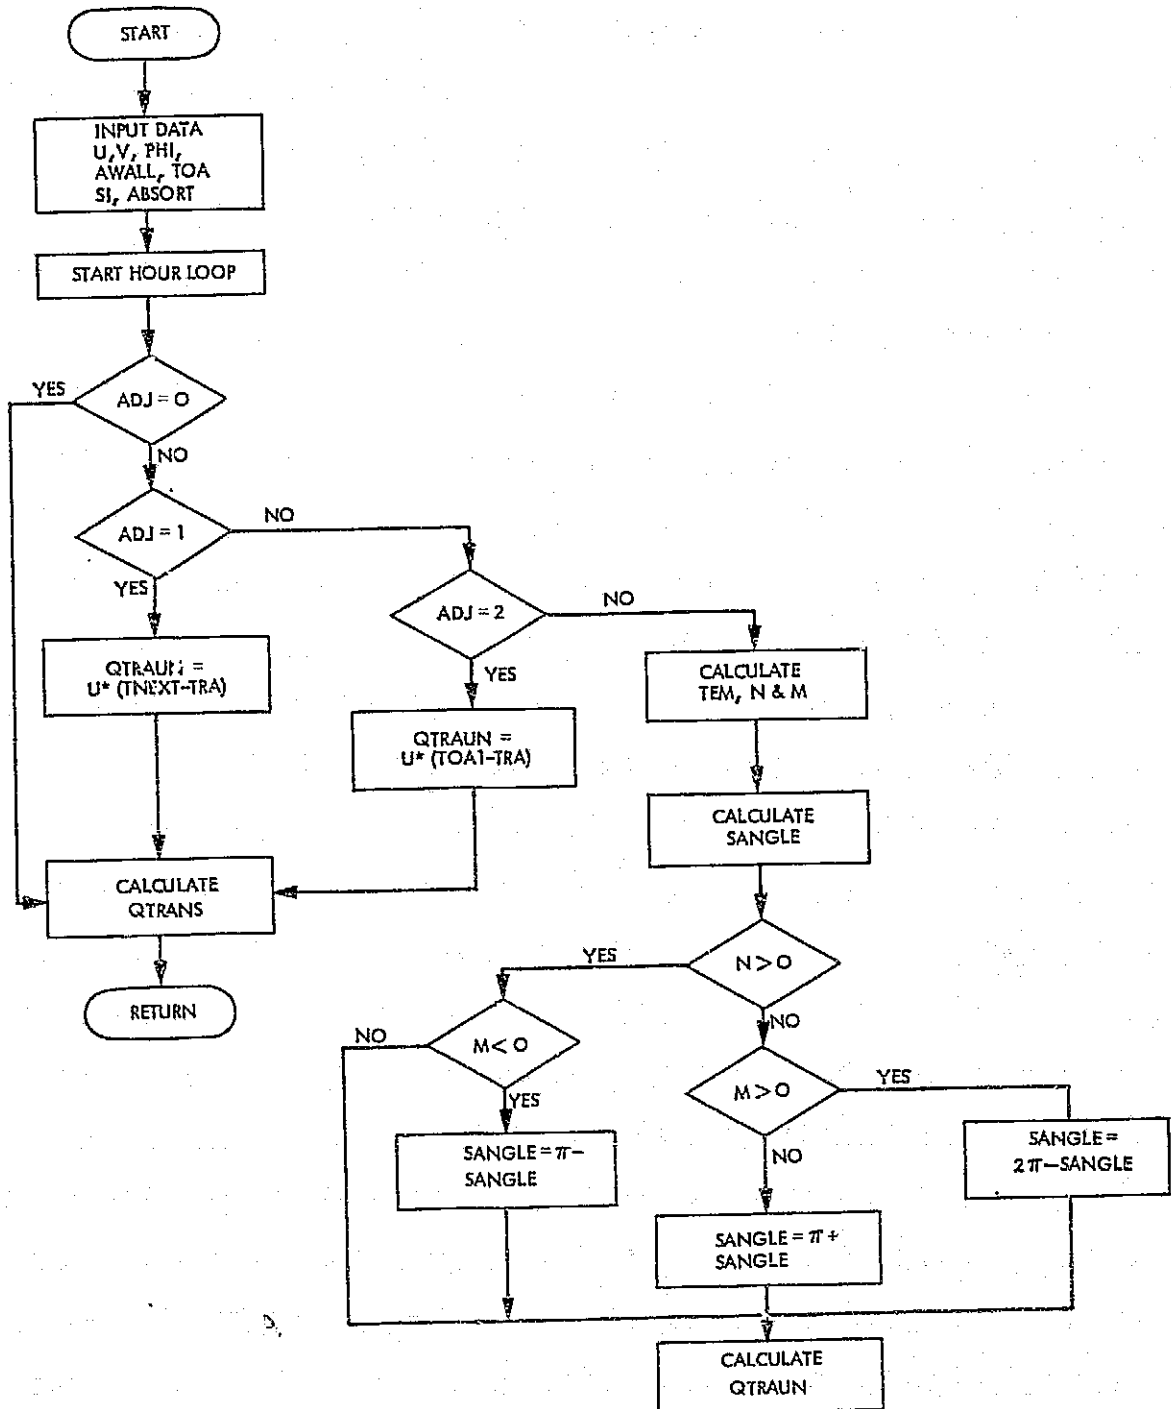 START
INPUT DATA
U,V, PHI,
AWALL, TOA
SI, ABSORT
START HOUR LOOP
YES
ADJ = O
NO
ADJ = 1
NO
YES
ADJ = 2
NO
YES
QTRAUN =
U* (TNEXT-TRA)
QTRAUN =
U* (TOA1-TRA)
CALCULATE
TEM, N & M
CALCULATE
SANGLE
CALCULATE
QTRANS
RETURN
YES
N > O
NO
NO
M < O
YES
M > O
YES
NO
SANGLE = π-
SANGLE
SANGLE =
2π-SANGLE
SANGLE = π+
SANGLE
CALCULATE
QTRAUN